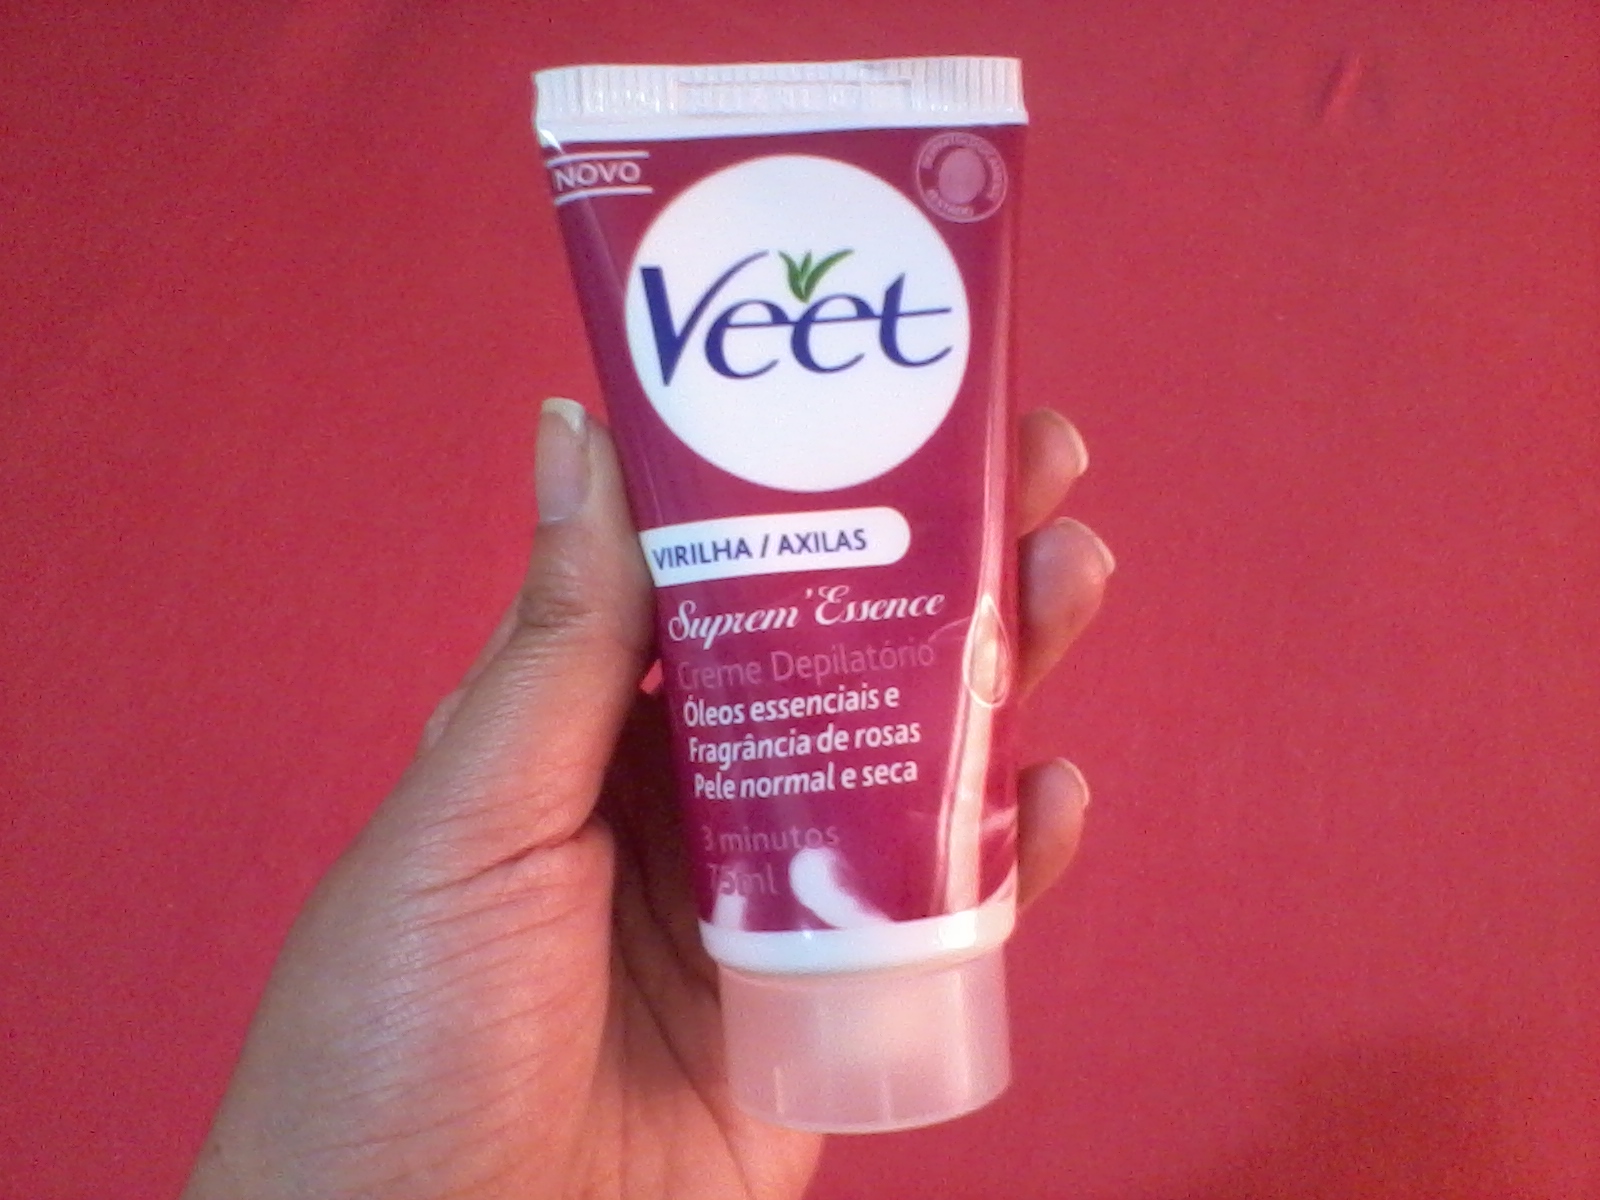 NOVO
Veet
VIRILHA / AXILAS
Suprem'Essence
Creme Depilatório
Óleos essenciais e
Fragrância de rosas
Pele normal e seca
3 minutos
75ml